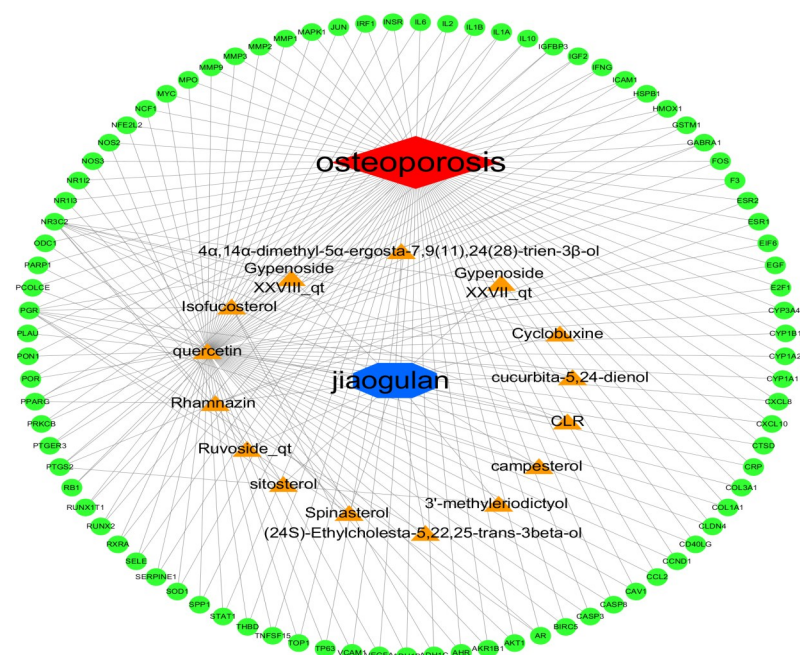 JUN
IRF1
INSR
IL6
IL2
IL1B
IL1A
IL10
IGFBP3
IGF2
IFNG
ICAM1
HSPB1
HMOX1
GSTM1
GABRA1
FOS
F3
ESR2
ESR1
EIF6
EGF
E2F1
CYP3A4
CYP1B1
CYP1A2
CYP1A1
CXCL8
CXCL10
CTSD
CRP
COL3A1
COL1A1
CLDN4
CD40LG
CCND1
CCL2
CAV1
CASP8
CASP3
BIRC5
AR
AKT1
AKR1B1
AHR
VCAM1
TP63
TOP1
TNFSF15
THBD
STAT1
SPP1
SOD1
SERPINE1
SELE
RXRA
RUNX2
RUNX1T1
RB1
PTGS2
PTGER3
PRKCB
PPARG
POR
PON1
PLAU
PGR
PCOLCE
PARP1
ODC1
NR3C2
NR1I3
NR1I2
NOS3
NOS2
NFE2L2
NCF1
MYC
MPO
MMP9
MMP3
MMP2
MMP1
MAPK1
osteoporosis
4α,14α-dimethyl-5α-ergosta-7,9(11),24(28)-trien-3β-ol
Gypenoside
XXVIII_qt
Gypenoside
XXVII_qt
Isofucosterol
Cyclobuxine
quercetin
jiaogulan
cucurbita-5,24-dienol
Rhamnazin
CLR
Ruvoside_qt
campesterol
sitosterol
3'-methyleriodictyol
Spinasterol
(24S)-Ethylcholesta-5,22,25-trans-3beta-ol